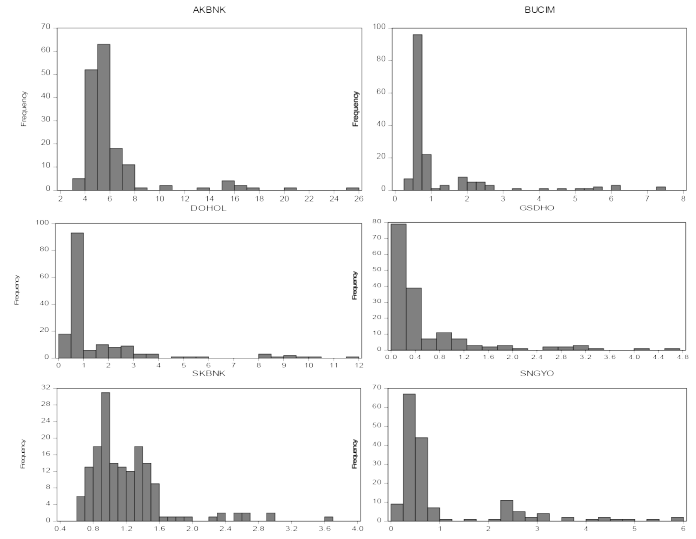 AKBNK
BUCIM
70
60
50
40
30
20
10
0
Frequency
2 4 6 8 10 12 14 16 18 20 22 24 26
100
80
60
40
20
0
Frequency
0 1 2 3 4 5 6 7 8
DOHOL
GSDHO
100
80
60
40
20
0
Frequency
0 1 2 3 4 5 6 7 8 9 10 11 12
80
70
60
50
40
30
20
10
0
Frequency
0.0 0.4 0.8 1.2 1.6 2.0 2.4 2.8 3.2 3.6 4.0 4.4 4.8
SKBNK
SNGYO
32
28
24
20
16
12
8
4
0
Frequency
0.4 0.8 1.2 1.6 2.0 2.4 2.8 3.2 3.6 4.0
70
60
50
40
30
20
10
0
Frequency
0 1 2 3 4 5 6